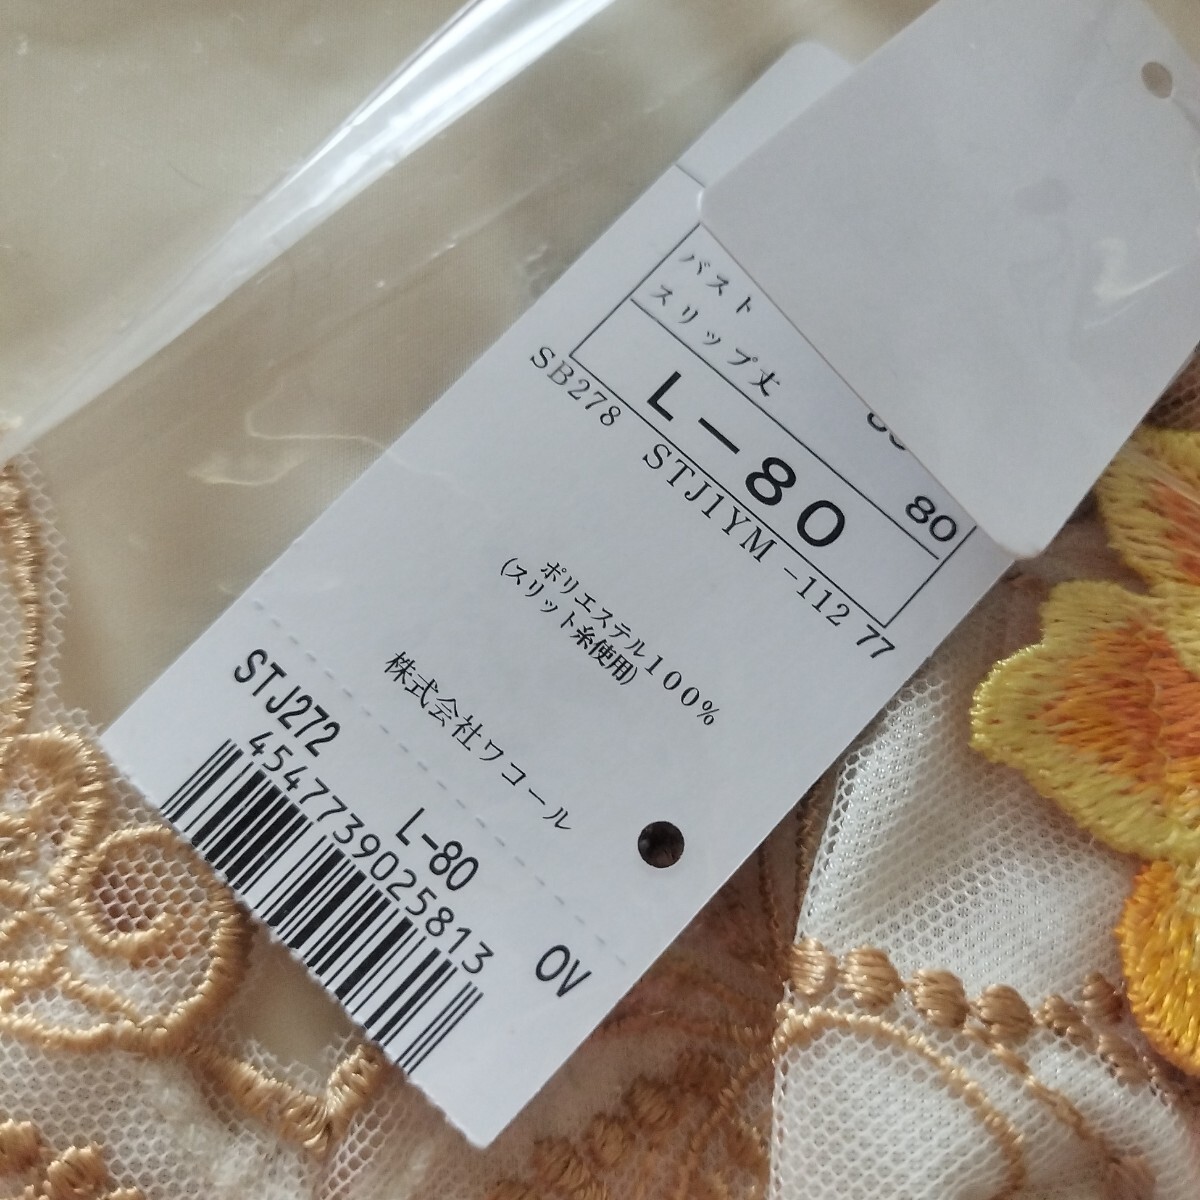 バスト
スリップ丈 80
L-80
SB278 STJ1YM -112 77
ポリエステル100%
(スリット糸使用)
株式会社ワコール
STJ272 L-80 OV
4547739025813